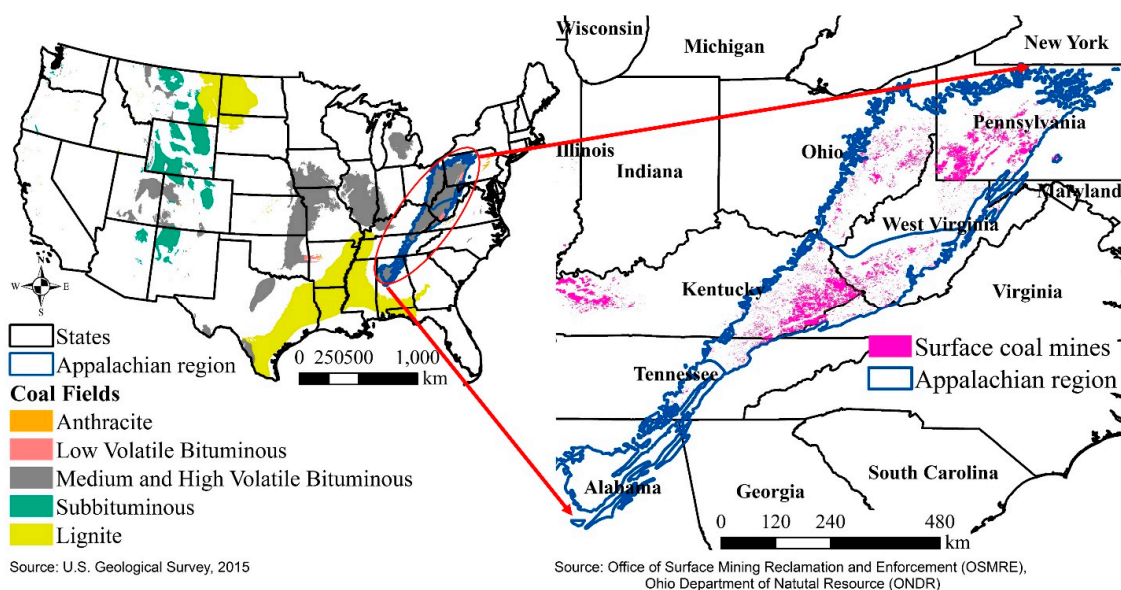 N
W
E
S
States
Appalachian region
Coal Fields
Anthracite
Low Volatile Bituminous
Medium and High Volatile Bituminous
Subbituminous
Lignite
0 250500 1,000
km
Source: U.S. Geological Survey, 2015
Wisconsin
Michigan
New York
Pennsylvania
Illinois
Ohio
Indiana
Maryland
West Virginia
Kentucky
Virginia
Surface coal mines
Appalachian region
Tennessee
South Carolina
Alabama
Georgia
0 120 240 480
km
Source: Office of Surface Mining Reclamation and Enforcement (OSMRE),
Ohio Department of Natutal Resource (ONDR)